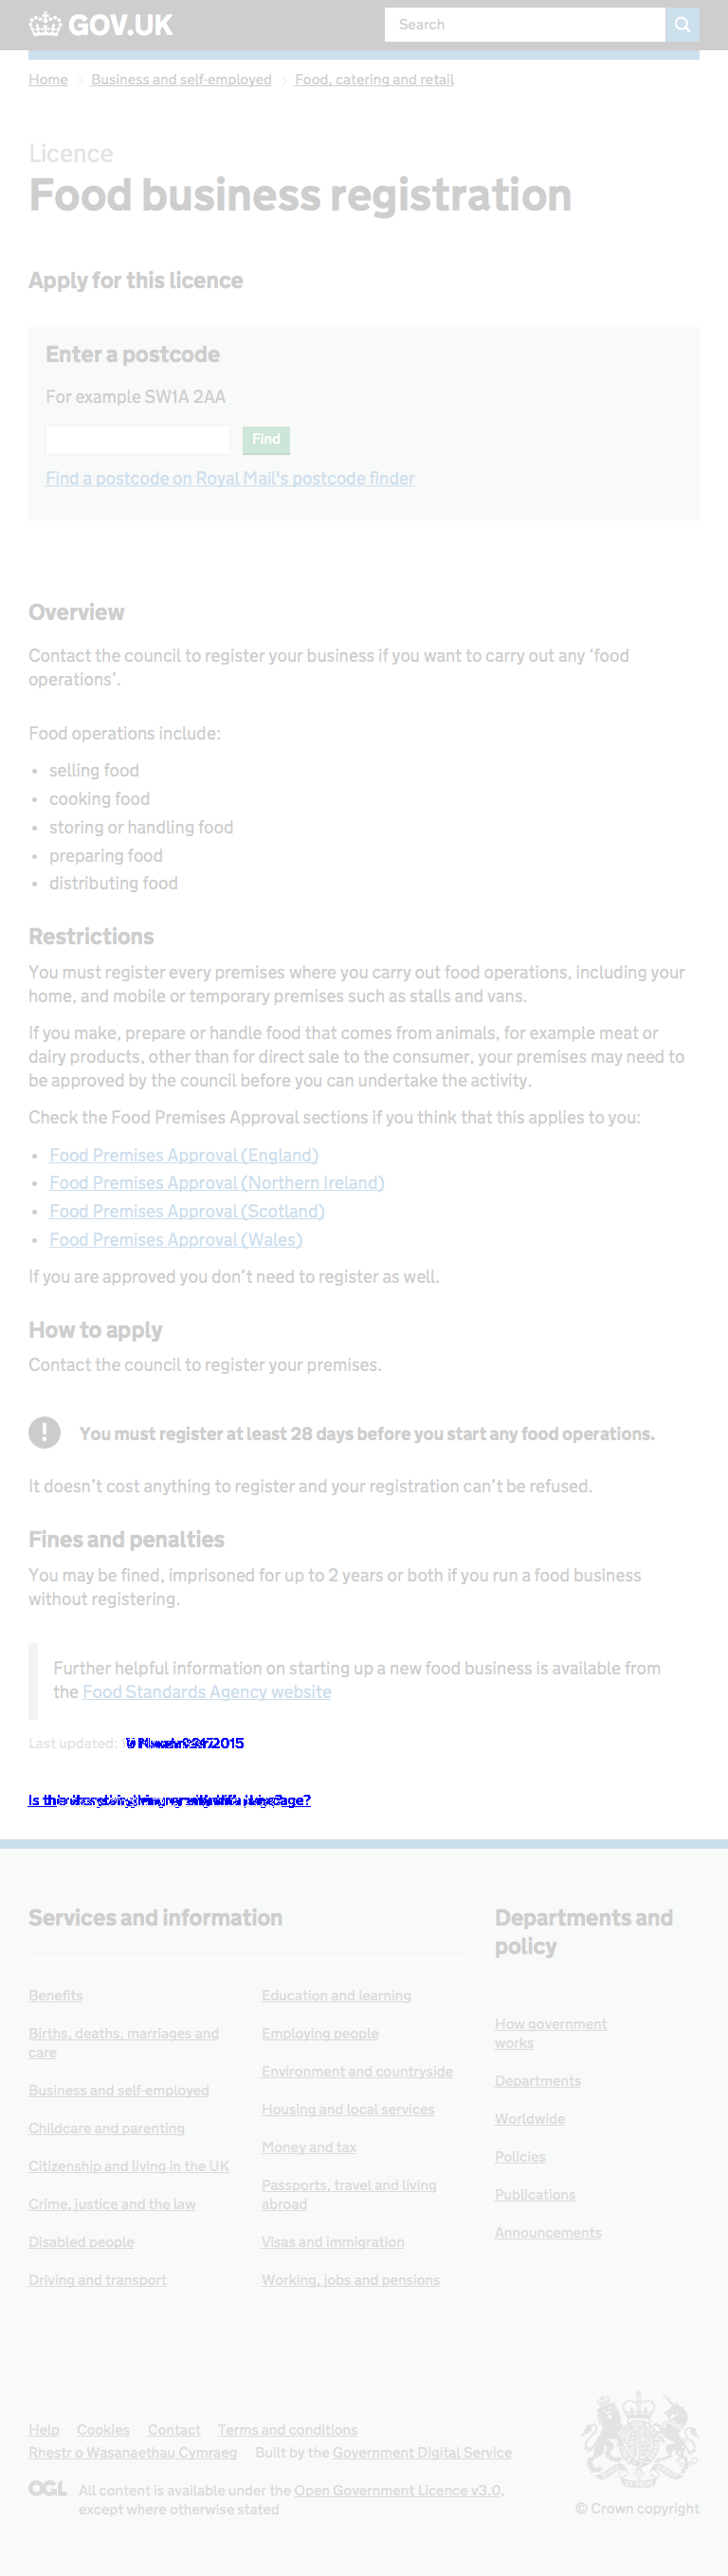 GOV.UK
Search
Home
Business and self-employed
Food, catering and retail
Licence
Food business registration
Apply for this licence
Enter a postcode
For example SW1A 2AA
Find
Find a postcode on Royal Mail's postcode finder
Overview
Contact the council to register your business if you want to carry out any ‘food
operations’.
Food operations include:
• selling food
• cooking food
• storing or handling food
• preparing food
• distributing food
Restrictions
You must register every premises where you carry out food operations, including your
home, and mobile or temporary premises such as stalls and vans.
If you make, prepare or handle food that comes from animals, for example meat or
dairy products, other than for direct sale to the consumer, your premises may need to
be approved by the council before you can undertake the activity.
Check the Food Premises Approval sections if you think that this applies to you:
• Food Premises Approval (England)
• Food Premises Approval (Northern Ireland)
• Food Premises Approval (Scotland)
• Food Premises Approval (Wales)
If you are approved you don’t need to register as well.
How to apply
Contact the council to register your premises.
! You must register at least 28 days before you start any food operations.
It doesn’t cost anything to register and your registration can’t be refused.
Fines and penalties
You may be fined, imprisoned for up to 2 years or both if you run a food business
without registering.
Further helpful information on starting up a new food business is available from
the Food Standards Agency website
Last updated:
Services and information
Benefits
Births, deaths, marriages and
care
Business and self-employed
Childcare and parenting
Citizenship and living in the UK
Crime, justice and the law
Disabled people
Driving and transport
Education and learning
Employing people
Environment and countryside
Housing and local services
Money and tax
Passports, travel and living
abroad
Visas and immigration
Working, jobs and pensions
Departments and
policy
How government
works
Departments
Worldwide
Policies
Publications
Announcements
Help Cookies Contact Terms and conditions
Rhestr o Wasanaethau Cymraeg Built by the Government Digital Service
OGL All content is available under the Open Government Licence v3.0,
except where otherwise stated
© Crown copyright